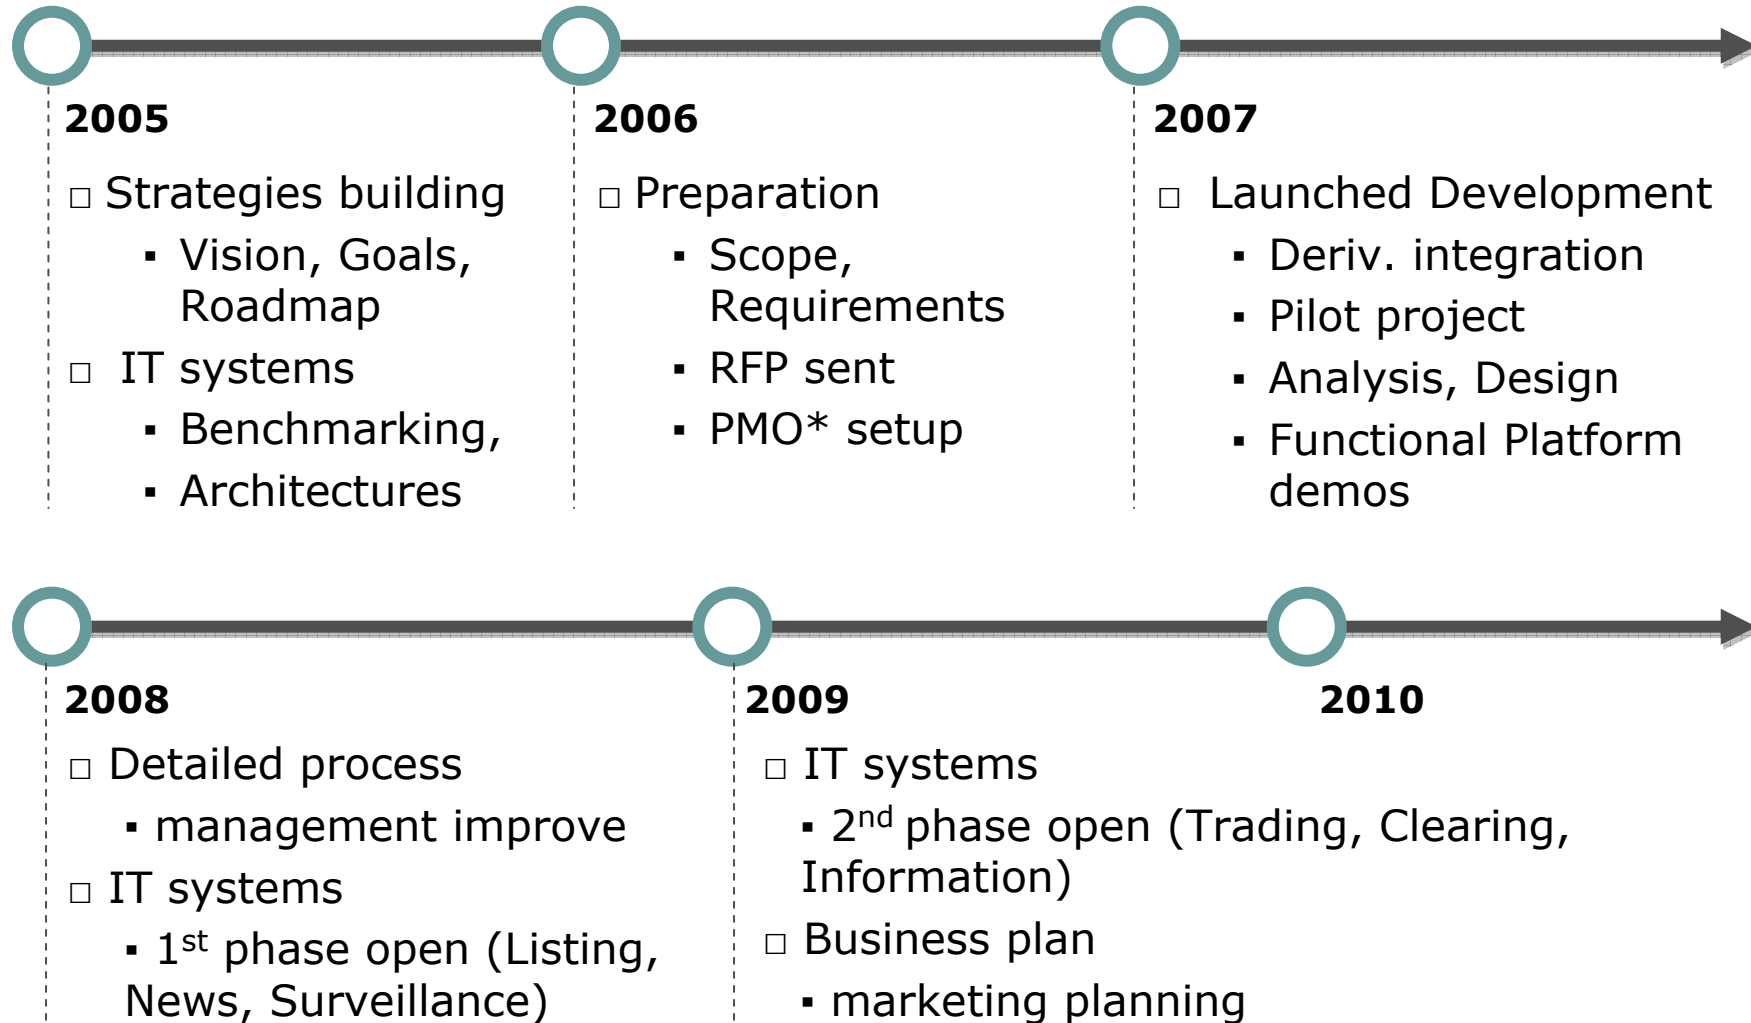 2005
□ Strategies building
▪ Vision, Goals,
Roadmap
□ IT systems
▪ Benchmarking,
▪ Architectures
2006
□ Preparation
▪ Scope,
Requirements
▪ RFP sent
▪ PMO* setup
2007
□ Launched Development
▪ Deriv. integration
▪ Pilot project
▪ Analysis, Design
▪ Functional Platform
demos
2008
□ Detailed process
▪ management improve
□ IT systems
▪ 1st phase open (Listing,
News, Surveillance)
2009
□ IT systems
▪ 2nd phase open (Trading, Clearing,
Information)
□ Business plan
▪ marketing planning
2010